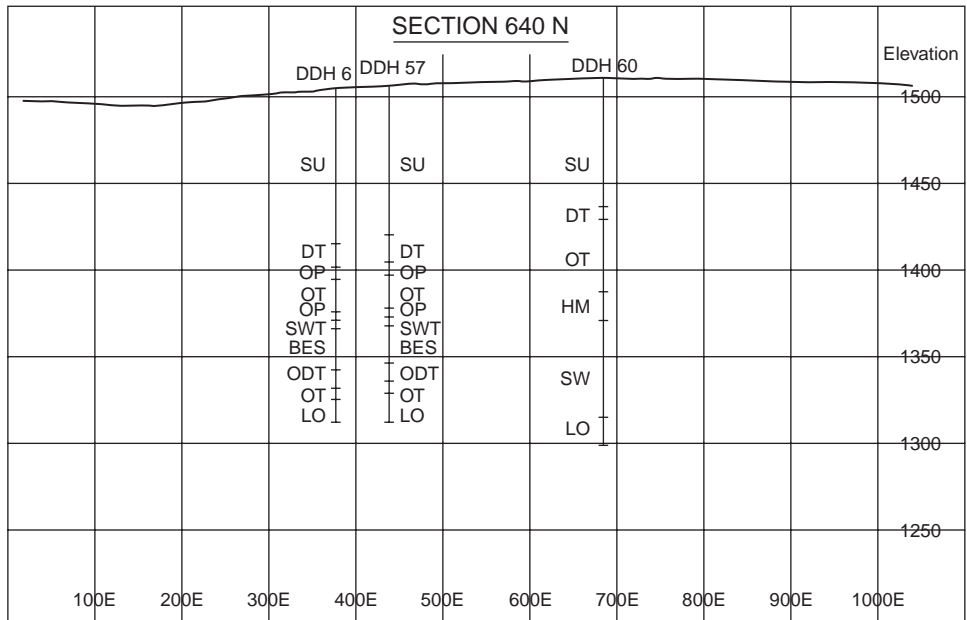 SECTION 640 N
Elevation
DDH 6 DDH 57 DDH 60
1500
SU SU SU
1450
DT DT DT
OT
1400
OP OP
OT OT
HM
OP OP
SWT SWT
BES BES
1350
ODT ODT SW
OT OT
LO LO LO
1300
1250
100E 200E 300E 400E 500E 600E 700E 800E 900E 1000E